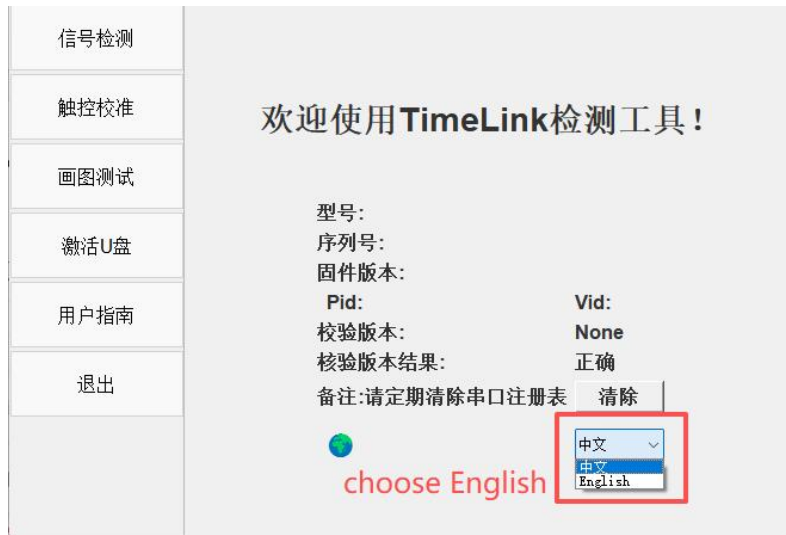 信号检测
触控校准
画图测试
激活U盘
用户指南
退出
欢迎使用TimeLink检测工具!
型号:
序列号:
固件版本:
Pid: Vid:
校验版本: None
核验版本结果: 正确
备注:请定期清除串口注册表 清除
中文
中文
choose English English